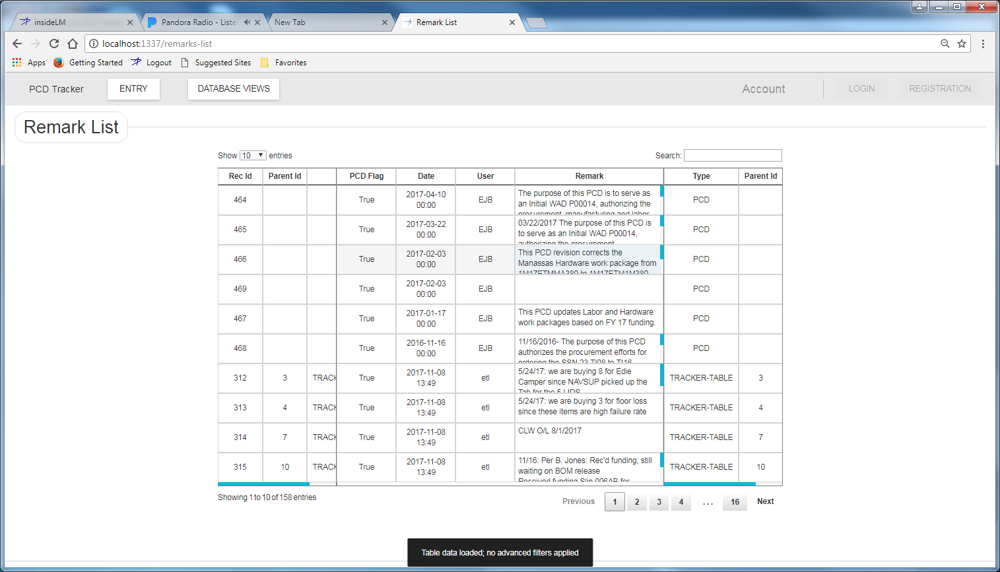 insideLM
Pandora Radio - Liste
New Tab
Remark List
localhost:1337/remarks-list
Apps Getting Started Logout Suggested Sites Favorites
PCD Tracker ENTRY DATABASE VIEWS Account LOGIN REGISTRATION
Remark List
Show 10 entries Search:
Rec Id Parent Id PCD Flag Date User Remark Type Parent Id
464 True 2017-04-10 00:00 EJB The purpose of this PCD is to serve as PCD
an Initial WAD P00014, authorizing the
procurement, manufacturing and labor
465 True 2017-03-22 00:00 EJB 03/22/2017 The purpose of this PCD is PCD
to serve as an Initial WAD P00014,
authorizing the procurement,
466 True 2017-02-03 00:00 EJB This PCD revision corrects the PCD
Manassas Hardware work package from
1M17ETMMA380 to 1M17ETM1M380
469 True 2017-02-03 00:00 EJB PCD
467 True 2017-01-17 00:00 EJB This PCD updates Labor and Hardware PCD
work packages based on FY 17 funding.
468 True 2016-11-16 00:00 EJB 11/16/2016- The purpose of this PCD PCD
authorizes the procurement efforts for
ordering the SSN 23 TI08 to TI16
312 3 TRACK True 2017-11-08 13:49 etl 5/24/17: we are buying 8 for Edie TRACKER-TABLE 3
Camper since NAVSUP picked up the
Tab for the 5
313 4 TRACK True 2017-11-08 13:49 etl 5/24/17: we are buying 3 for floor loss TRACKER-TABLE 4
since these items are high failure rate
314 7 TRACK True 2017-11-08 13:49 etl CLW O/L 8/1/2017 TRACKER-TABLE 7
315 10 TRACK True 2017-11-08 13:49 etl 11/16: Per B. Jones: Rec'd funding; still TRACKER-TABLE 10
waiting on BOM release
Received funding Slin 006AB for
Showing 1 to 10 of 158 entries Previous 1 2 3 4 ... 16 Next
Table data loaded; no advanced filters applied